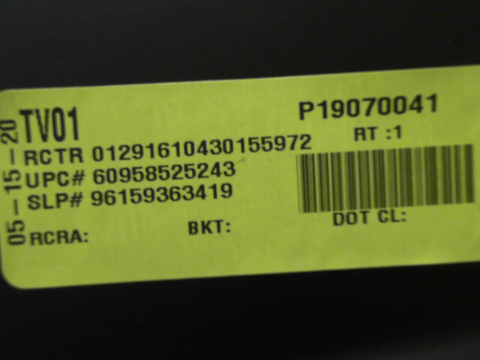 05-15-20
TV01
P19070041
RCTR 01291610430155972
RT :1
UPC# 60958525243
SLP# 96159363419
RCRA:
BKT:
DOT CL: